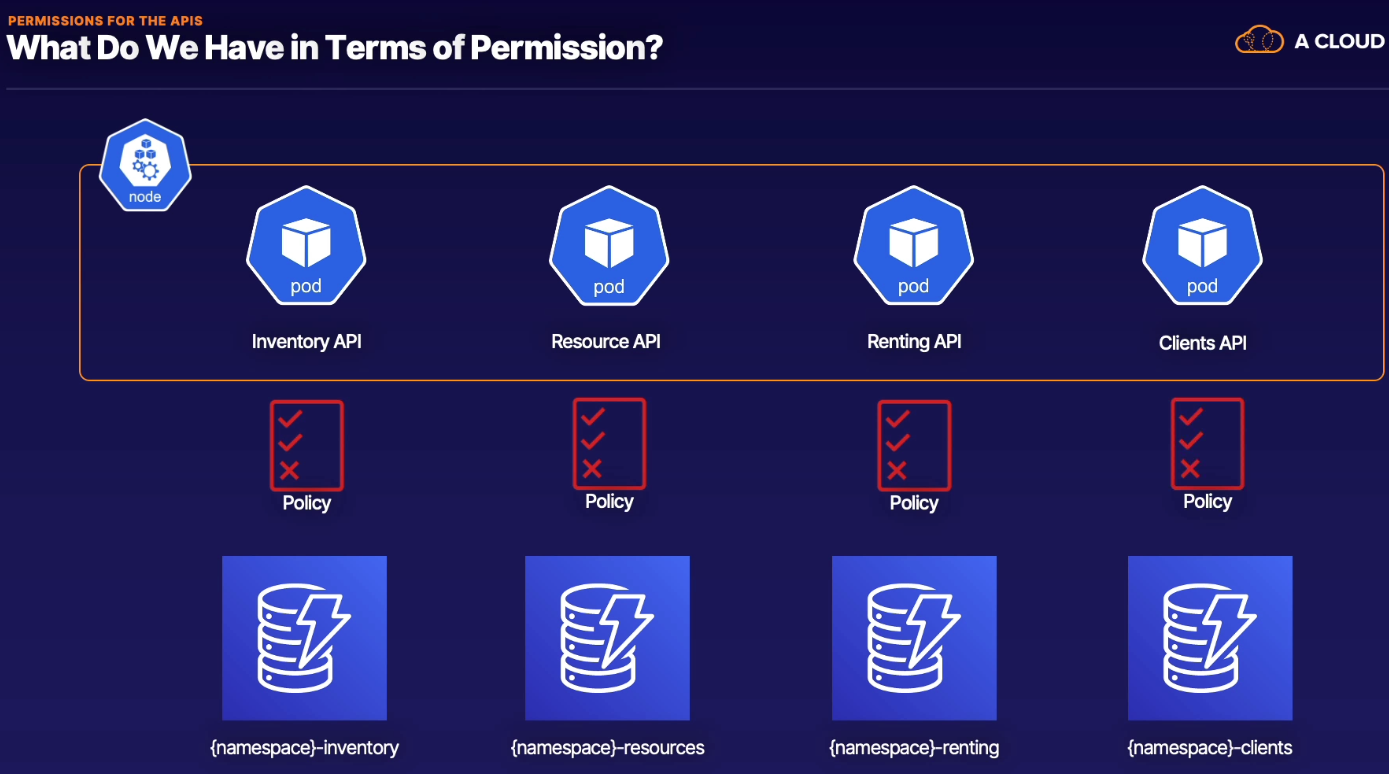 PERMISSIONS FOR THE APIS
What Do We Have in Terms of Permission?
A CLOUD
node
pod
pod
pod
pod
Inventory API
Resource API
Renting API
Clients API
Policy
Policy
Policy
Policy
{namespace}-inventory
{namespace}-resources
{namespace}-renting
{namespace}-clients